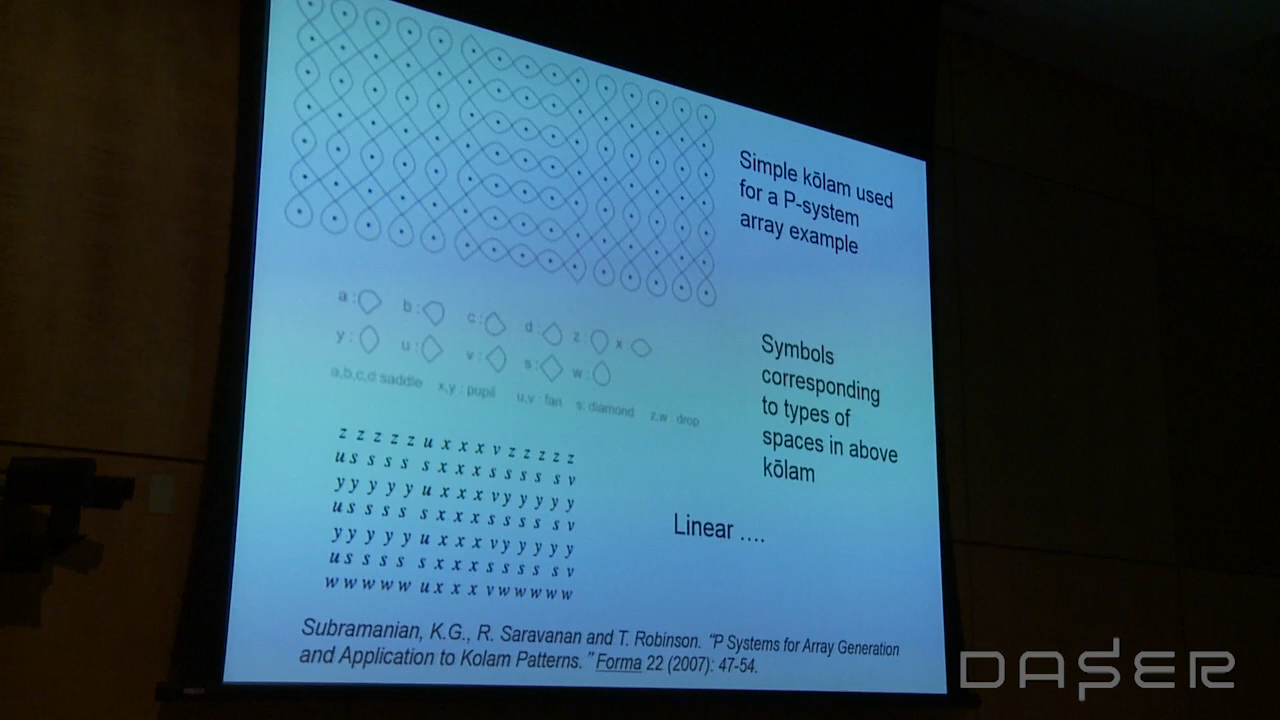 Simple kōlam used
for a P-system
array example
a : b : c : d : z : x :
y : u : v : s : w :
a,b,c,d saddle x,y : pupil u,v : fan s: diamond z,w : drop
Symbols
corresponding
to types of
spaces in above
kōlam
z z z z z u x x x v z z z z z
u s s s s s x x x s s s s s v
y y y y y u x x x v y y y y y
u s s s s s x x x s s s s s v
y y y y y u x x x v y y y y y
u s s s s s x x x s s s s s v
w w w w w u x x x v w w w w w
Linear ....
Subramanian, K.G., R. Saravanan and T. Robinson. “P Systems for Array Generation
and Application to Kolam Patterns.” Forma 22 (2007): 47-54.
DASER